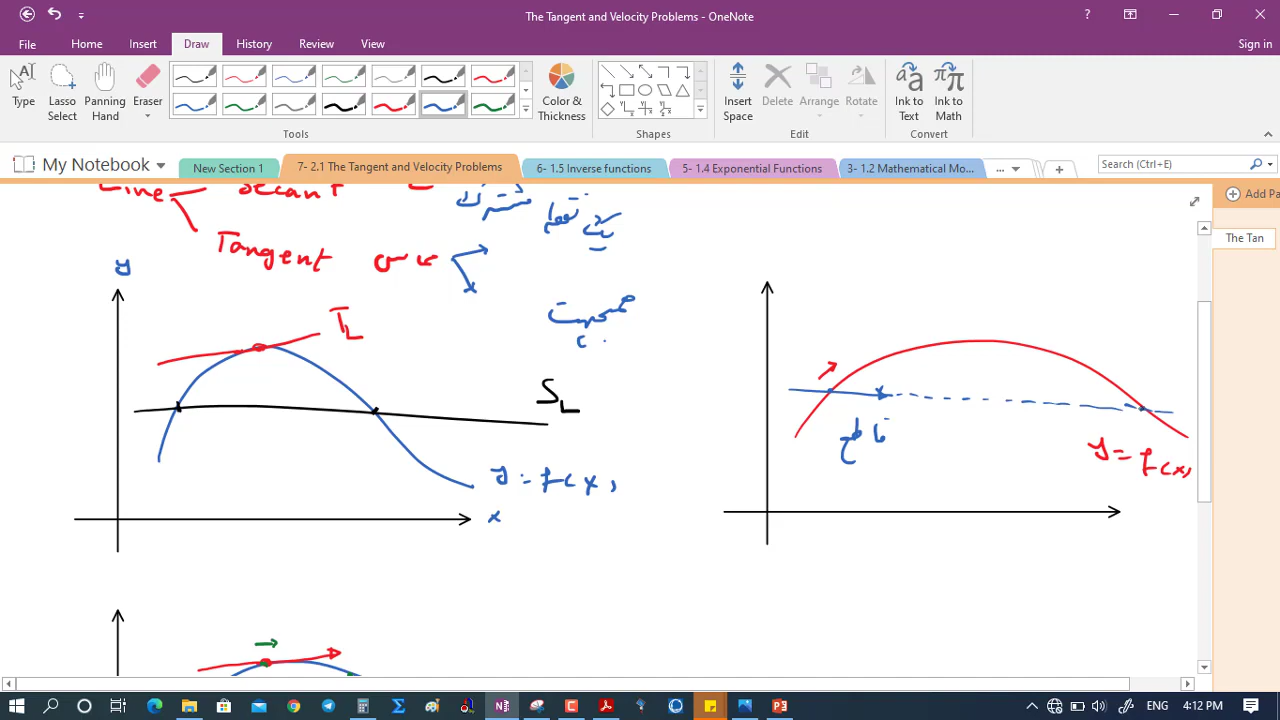 The Tangent and Velocity Problems - OneNote
File Home Insert Draw History Review View
Sign in
Type
Lasso Select
Panning Hand
Eraser
Color & Thickness
Insert Space
Delete
Arrange
Rotate
Ink to Text
Ink to Math
Tools
Shapes
Edit
Convert
My Notebook
New Section 1
7- 2.1 The Tangent and Velocity Problems
6- 1.5 Inverse functions
5- 1.4 Exponential Functions
3- 1.2 Mathematical Mo...
Search (Ctrl+E)
Add Pa
The Tan
Line secant
Tangent
y
TL
SL
y = f(x)
x
قاطع
y = f(x)
4:12 PM